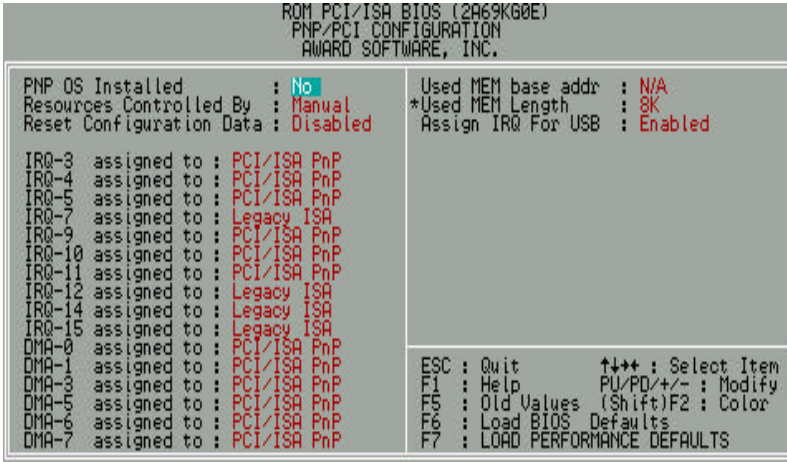 ROM PCI/ISA BIOS (2A69KG0E)
PNP/PCI CONFIGURATION
AWARD SOFTWARE, INC.
PNP OS Installed : No
Resources Controlled By : Manual
Reset Configuration Data : Disabled
IRQ-3 assigned to : PCI/ISA PnP
IRQ-4 assigned to : PCI/ISA PnP
IRQ-5 assigned to : PCI/ISA PnP
IRQ-7 assigned to : Legacy ISA
IRQ-9 assigned to : PCI/ISA PnP
IRQ-10 assigned to : PCI/ISA PnP
IRQ-11 assigned to : PCI/ISA PnP
IRQ-12 assigned to : Legacy ISA
IRQ-14 assigned to : Legacy ISA
IRQ-15 assigned to : Legacy ISA
DMA-0 assigned to : PCI/ISA PnP
DMA-1 assigned to : PCI/ISA PnP
DMA-3 assigned to : PCI/ISA PnP
DMA-5 assigned to : PCI/ISA PnP
DMA-6 assigned to : PCI/ISA PnP
DMA-7 assigned to : PCI/ISA PnP
Used MEM base addr : N/A
*Used MEM Length : 8K
Assign IRQ For USB : Enabled
ESC : Quit ↑↓→← : Select Item
F1 : Help PU/PD/+/- : Modify
F5 : Old Values (Shift)F2 : Color
F6 : Load BIOS Defaults
F7 : LOAD PERFORMANCE DEFAULTS